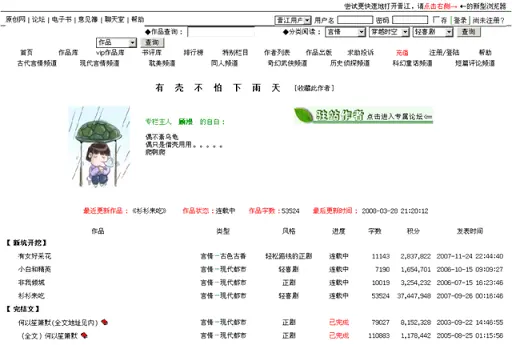 尝试更快速地打开晋江，请点击右侧→ ←的新型浏览器
原创网 | 论坛 | 电子书 | 意见簿 | 聊天室 | 帮助
晋江用户 用户名 密码 存 登录 | 尚未注册?
◆作品查询： ◆分类阅读： 言情 穿越时空 轻喜剧 查询
作品 查询
首页 作品库 vip作品库 书评库 排行榜 特别栏目 作者列表 作品出版 求助投诉 充值 注册/登陆 帮助
古代言情频道 现代言情频道 耽美频道 同人频道 奇幻武侠频道 历史侦探频道 科幻童话频道 短篇评论频道
有 壳 不 怕 下 雨 天 [收藏此作者]
专栏主人 顾漫 的自白：
偶不是乌龟
偶只是借壳用用。。。。。
爬啊爬
驻站作者 点击进入专属论坛
最近更新作品：《杉杉来吃》 作品状态：连载中 作品字数：53524 最后更新时间： 2008-03-28 21:20:12
作品 类型 风格 进度 字数 积分 发表时间
【 新坑开挖】
有女好采花 言情－古色古香 轻松路线的正剧 连载中 11143 2,837,822 2007-11-24 22:44:40
小白和精英 言情－现代都市 轻喜剧 连载中 7190 1,654,701 2006-10-15 09:09:27
非我倾城 言情－现代都市 正剧 连载中 10019 3,254,232 2006-07-15 16:23:46
杉杉来吃 言情－现代都市 轻喜剧 连载中 53524 37,447,948 2007-09-26 00:16:46
【 完结文】
何以笙箫默(全文地址见内) 言情－现代都市 正剧 已完成 79027 8,152,328 2003-09-22 14:46:55
(全文) 何以笙箫默 言情－现代都市 正剧 已完成 110883 1,178,442 2005-08-25 01:15:56